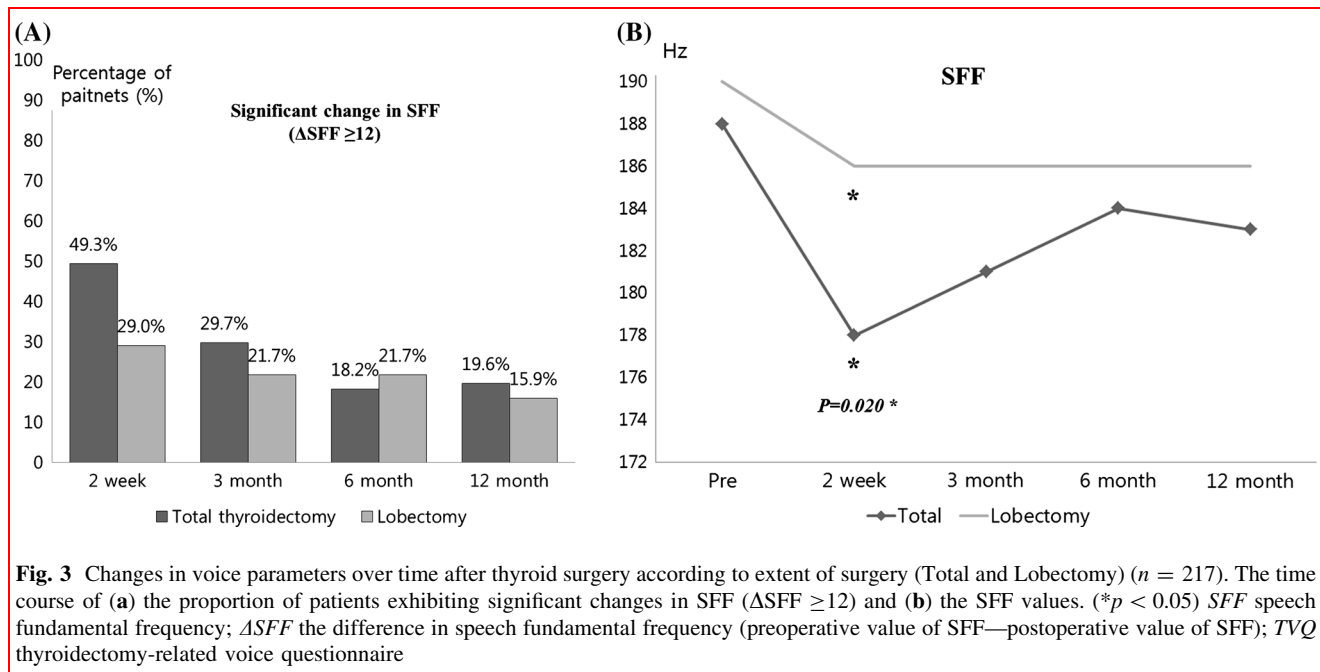 (A)
100
Percentage of
paitnets (%)
90
80
70
60
50
40
30
20
10
0
Significant change in SFF
(ΔSFF ≥12)
49.3%
29.0%
29.7%
21.7%
18.2%
21.7%
19.6%
15.9%
2 week 3 month 6 month 12 month
Total thyroidectomy Lobectomy
(B)
Hz
SFF
190
188
186
184
182
180
178
176
174
172
*
*
P=0.020 *
Pre 2 week 3 month 6 month 12 month
Total Lobectomy
Fig. 3 Changes in voice parameters over time after thyroid surgery according to extent of surgery (Total and Lobectomy) (n = 217). The time
course of (a) the proportion of patients exhibiting significant changes in SFF (ΔSFF ≥12) and (b) the SFF values. (*p < 0.05) SFF speech
fundamental frequency; ΔSFF the difference in speech fundamental frequency (preoperative value of SFF—postoperative value of SFF); TVQ
thyroidectomy-related voice questionnaire